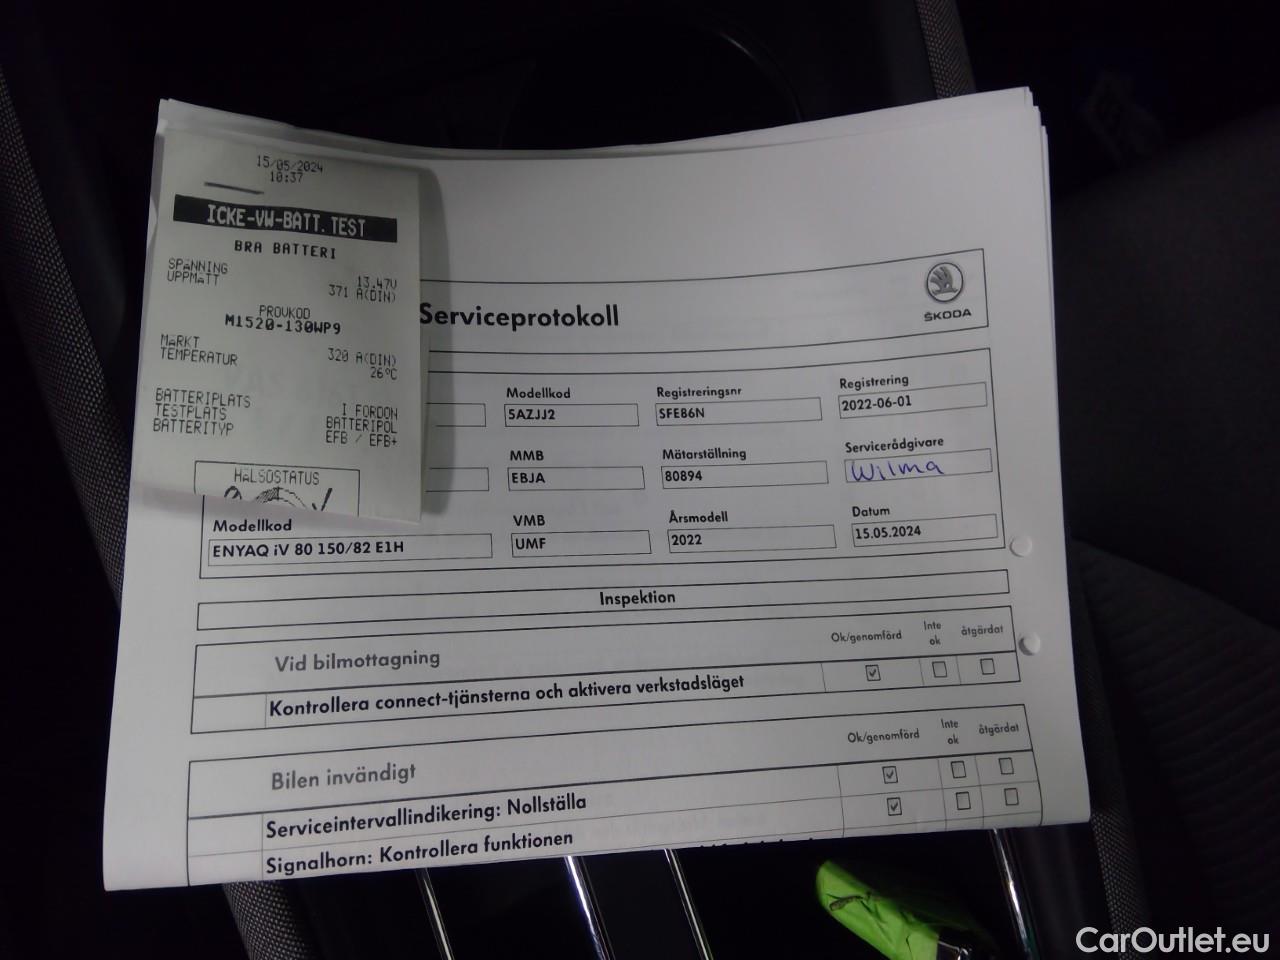 15/05/2024
10:37
ICKE-VW-BATT.TEST
BRA BATTERI
SPÄNNING 13.47V
UPPMÄTT 371 A(DIN)
PROVKOD
M1520-130WP9
MÄRKT 320 A(DIN)
TEMPERATUR 26°C
BATTERIPLATS I FORDON
TESTPLATS BATTERIPOL
BATTERITYP EFB / EFB+
HÄLSOSTATUS
Serviceprotokoll
ŠKODA
Modellkod Registreringsnr Registrering
5AZJJ2 SFE86N 2022-06-01
MMB Mätarställning Servicerådgivare
EBJA 80894 Wilma
Modellkod VMB Årsmodell Datum
ENYAQ iV 80 150/82 E1H UMF 2022 15.05.2024
Inspektion
Vid bilmottagning Ok/genomförd Inte ok åtgärdat
Kontrollera connect-tjänsterna och aktivera verkstadsläget
Bilen invändigt Ok/genomförd Inte ok åtgärdat
Serviceintervallindikering: Nollställa
Signalhorn: Kontrollera funktionen
CarOutlet.eu